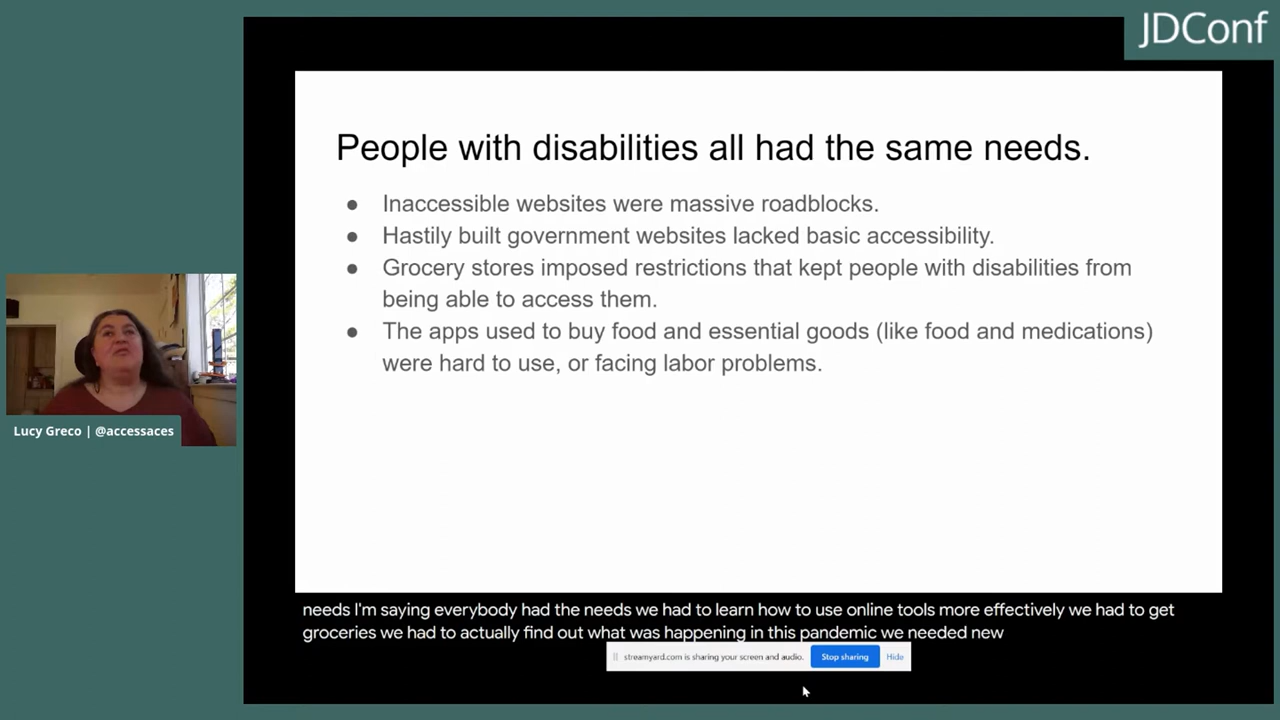 JDConf
People with disabilities all had the same needs.
● Inaccessible websites were massive roadblocks.
● Hastily built government websites lacked basic accessibility.
● Grocery stores imposed restrictions that kept people with disabilities from
being able to access them.
● The apps used to buy food and essential goods (like food and medications)
were hard to use, or facing labor problems.
Lucy Greco | @accessaces
needs I'm saying everybody had the needs we had to learn how to use online tools more effectively we had to get
groceries we had to actually find out what was happening in this pandemic we needed new
streamyard.com is sharing your screen and audio. Stop sharing Hide